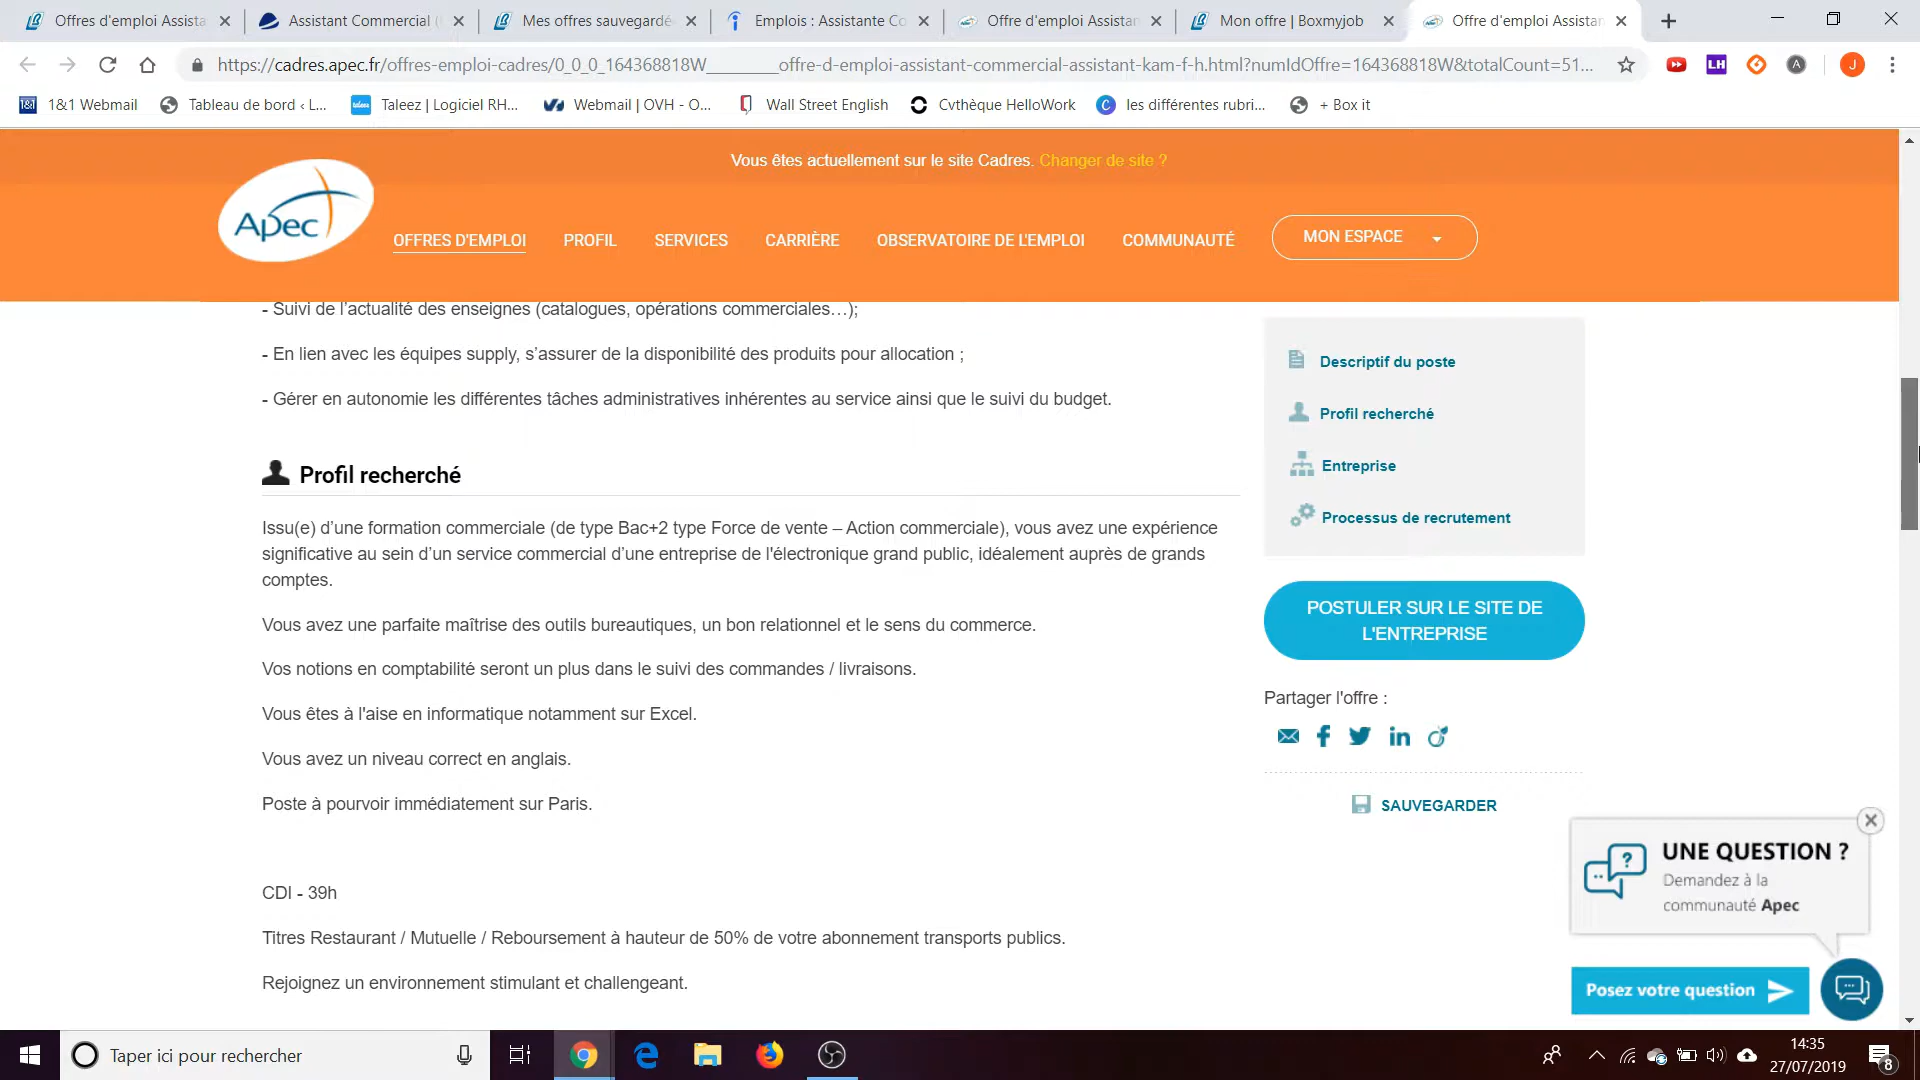 Offres d'emploi Assista
Assistant Commercial (
Mes offres sauvegardé
Emplois : Assistante Co
Offre d'emploi Assistan
Mon offre | Boxmyjob
Offre d'emploi Assistan
https://cadres.apec.fr/offres-emploi-cadres/0_0_0_164368818W________offre-d-emploi-assistant-commercial-assistant-kam-f-h.html?numIdOffre=164368818W&totalCount=51...
LH
A
J
1&1 Webmail
Tableau de bord ‹ L...
Taleez | Logiciel RH...
Webmail | OVH - O...
Wall Street English
Cvthèque HelloWork
les différentes rubri...
+ Box it
Vous êtes actuellement sur le site Cadres. Changer de site ?
Apec
OFFRES D'EMPLOI
PROFIL
SERVICES
CARRIÈRE
OBSERVATOIRE DE L'EMPLOI
COMMUNAUTÉ
MON ESPACE
- Suivi de l’actualité des enseignes (catalogues, opérations commerciales…);
- En lien avec les équipes supply, s’assurer de la disponibilité des produits pour allocation ;
- Gérer en autonomie les différentes tâches administratives inhérentes au service ainsi que le suivi du budget.
Profil recherché
Issu(e) d’une formation commerciale (de type Bac+2 type Force de vente – Action commerciale), vous avez une expérience
significative au sein d’un service commercial d’une entreprise de l'électronique grand public, idéalement auprès de grands
comptes.
Vous avez une parfaite maîtrise des outils bureautiques, un bon relationnel et le sens du commerce.
Vos notions en comptabilité seront un plus dans le suivi des commandes / livraisons.
Vous êtes à l'aise en informatique notamment sur Excel.
Vous avez un niveau correct en anglais.
Poste à pourvoir immédiatement sur Paris.
CDI - 39h
Titres Restaurant / Mutuelle / Reboursement à hauteur de 50% de votre abonnement transports publics.
Rejoignez un environnement stimulant et challengeant.
Descriptif du poste
Profil recherché
Entreprise
Processus de recrutement
POSTULER SUR LE SITE DE
L'ENTREPRISE
Partager l'offre :
SAUVEGARDER
UNE QUESTION ?
Demandez à la
communauté Apec
Posez votre question
Taper ici pour rechercher
14:35
27/07/2019
8